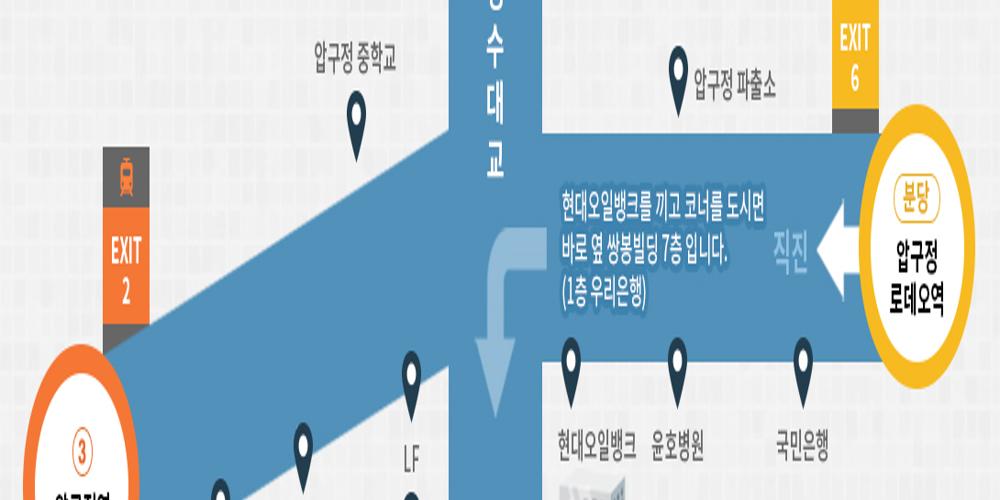 수대교
압구정 중학교
압구정 파출소
EXIT
6
EXIT
2
현대오일뱅크를 끼고 코너를 도시면
바로 옆 쌍봉빌딩 7층 입니다.
(1층 우리은행)
직진
분당
압구정
로데오역
현대오일뱅크
윤호병원
국민은행
LF
3